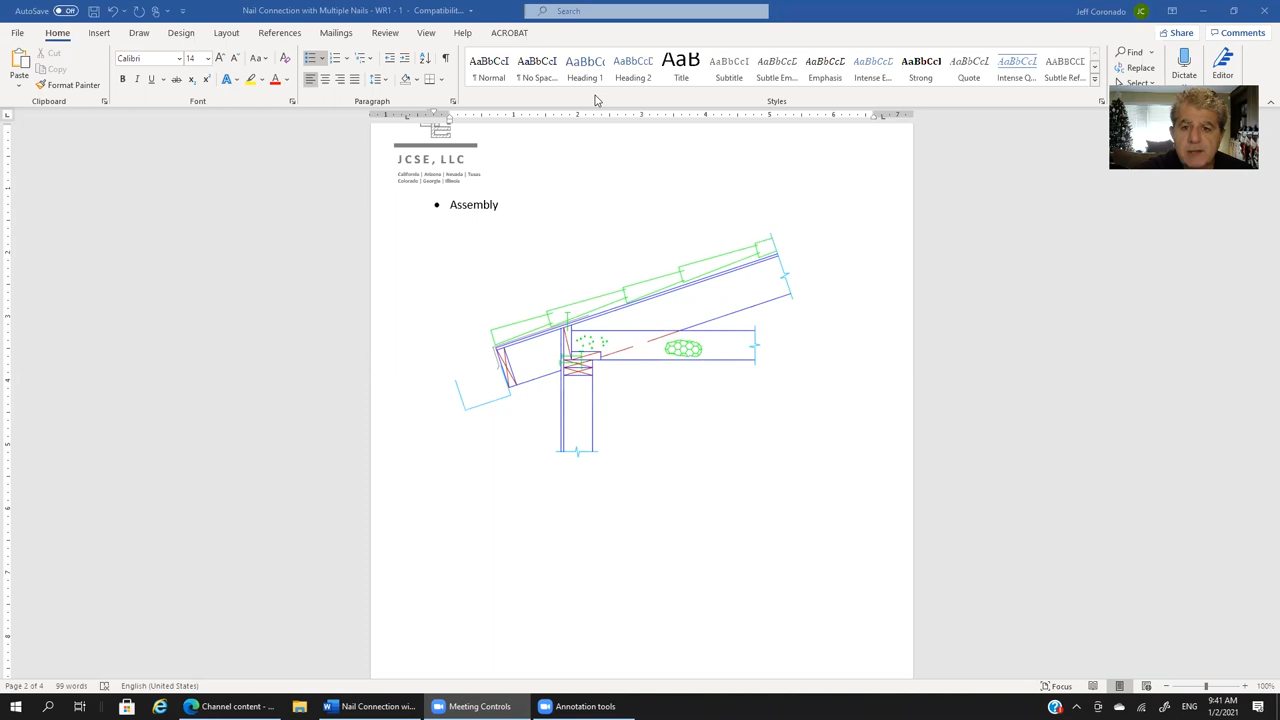 AutoSave Off
Nail Connection with Multiple Sections - WR1 - 1 - Compatibili...
Search
Jeff Coronado
JC
File Home Insert Draw Design Layout References Mailings Review View Help ACROBAT
Share Comments
Paste
Cut
Copy
Format Painter
Clipboard
Calibri 14
Font
Paragraph
AaBbCcI
¶ Normal
AaBbCcI
¶ No Spac...
AaBbCc
Heading 1
AaBbCcI
Heading 2
AaB
Title
AaBbCcI
Subtitle
AaBbCcI
Subtle Em...
AaBbCcI
Emphasis
AaBbCcI
Intense E...
AaBbCcI
Strong
AaBbCcI
Quote
AaBbCcI
Intense Q...
AABBCCI
Subtle Ref...
Styles
Find
Replace
Select
Dictate
Editor
JCSE, LLC
California | Arizona | Nevada | Texas
Colorado | Georgia | Illinois
• Assembly
Page 2 of 4 99 words English (United States)
Focus
100%
Channel content - ...
Nail Connection wi...
Meeting Controls
Annotation tools
9:41 AM
1/2/2021